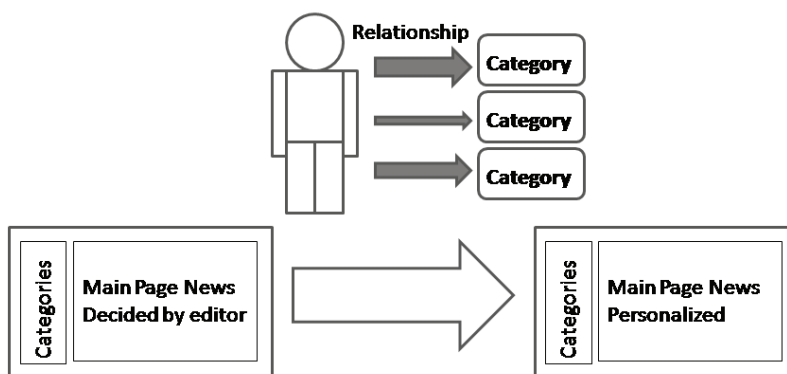 Relationship
Category
Category
Category
Categories
Main Page News
Decided by editor
Categories
Main Page News
Personalized